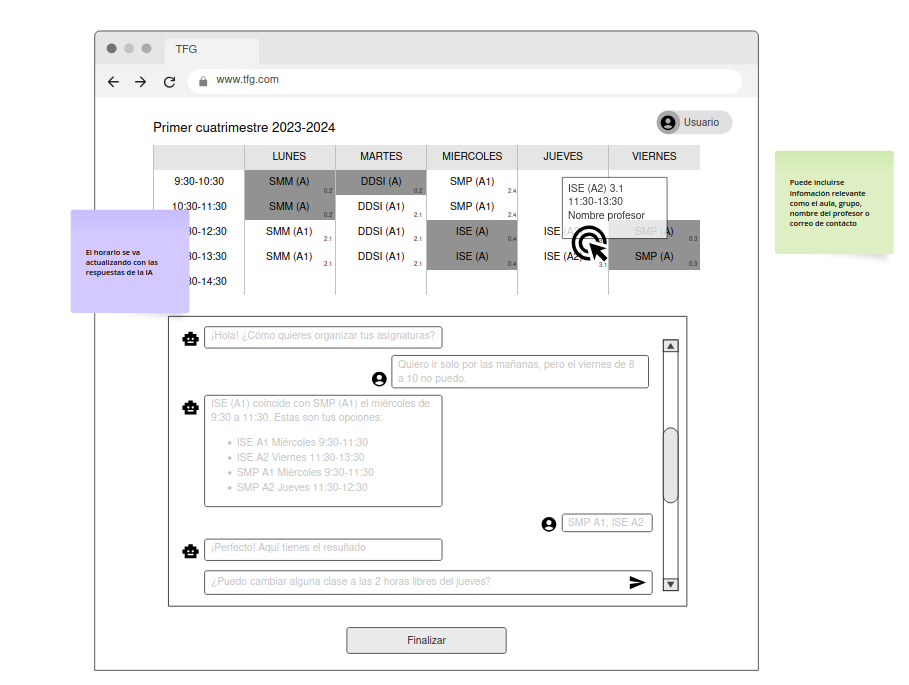 TFG
www.tfg.com
Primer cuatrimestre 2023-2024
Usuario
LUNES MARTES MIERCOLES JUEVES VIERNES
9:30-10:30 SMM (A) 0.2 DDSI (A) 0.2 SMP (A1) 2.4
10:30-11:30 SMM (A) 0.2 DDSI (A1) 2.1 SMP (A1) 2.4
30-12:30 SMM (A1) 2.1 DDSI (A1) 2.1 ISE (A) 0.4 ISE (A SMP (A) 0.3
30-13:30 SMM (A1) 2.1 DDSI (A1) 2.1 ISE (A) 0.4 ISE (A2) 3.1 SMP (A) 0.3
30-14:30
ISE (A2) 3.1
11:30-13:30
Nombre profesor
El horario se va
actualizando con las
respuestas de la IA
Puede incluirse
infomación relevante
como el aula, grupo,
nombre del profesor o
correo de contácto
¡Hola! ¿Cómo quieres organizar tus asignaturas?
Quiero ir solo por las mañanas, pero el viernes de 8
a 10 no puedo.
ISE (A1) coincide con SMP (A1) el miércoles de
9:30 a 11:30. Estas son tus opciones:
• ISE A1 Miércoles 9:30-11:30
• ISE A2 Viernes 11:30-13:30
• SMP A1 Miércoles 9:30-11:30
• SMP A2 Jueves 11:30-12:30
SMP A1, ISE A2
¡Perfecto! Aquí tienes el resultado
¿Puedo cambiar alguna clase a las 2 horas libres del jueves?
Finalizar